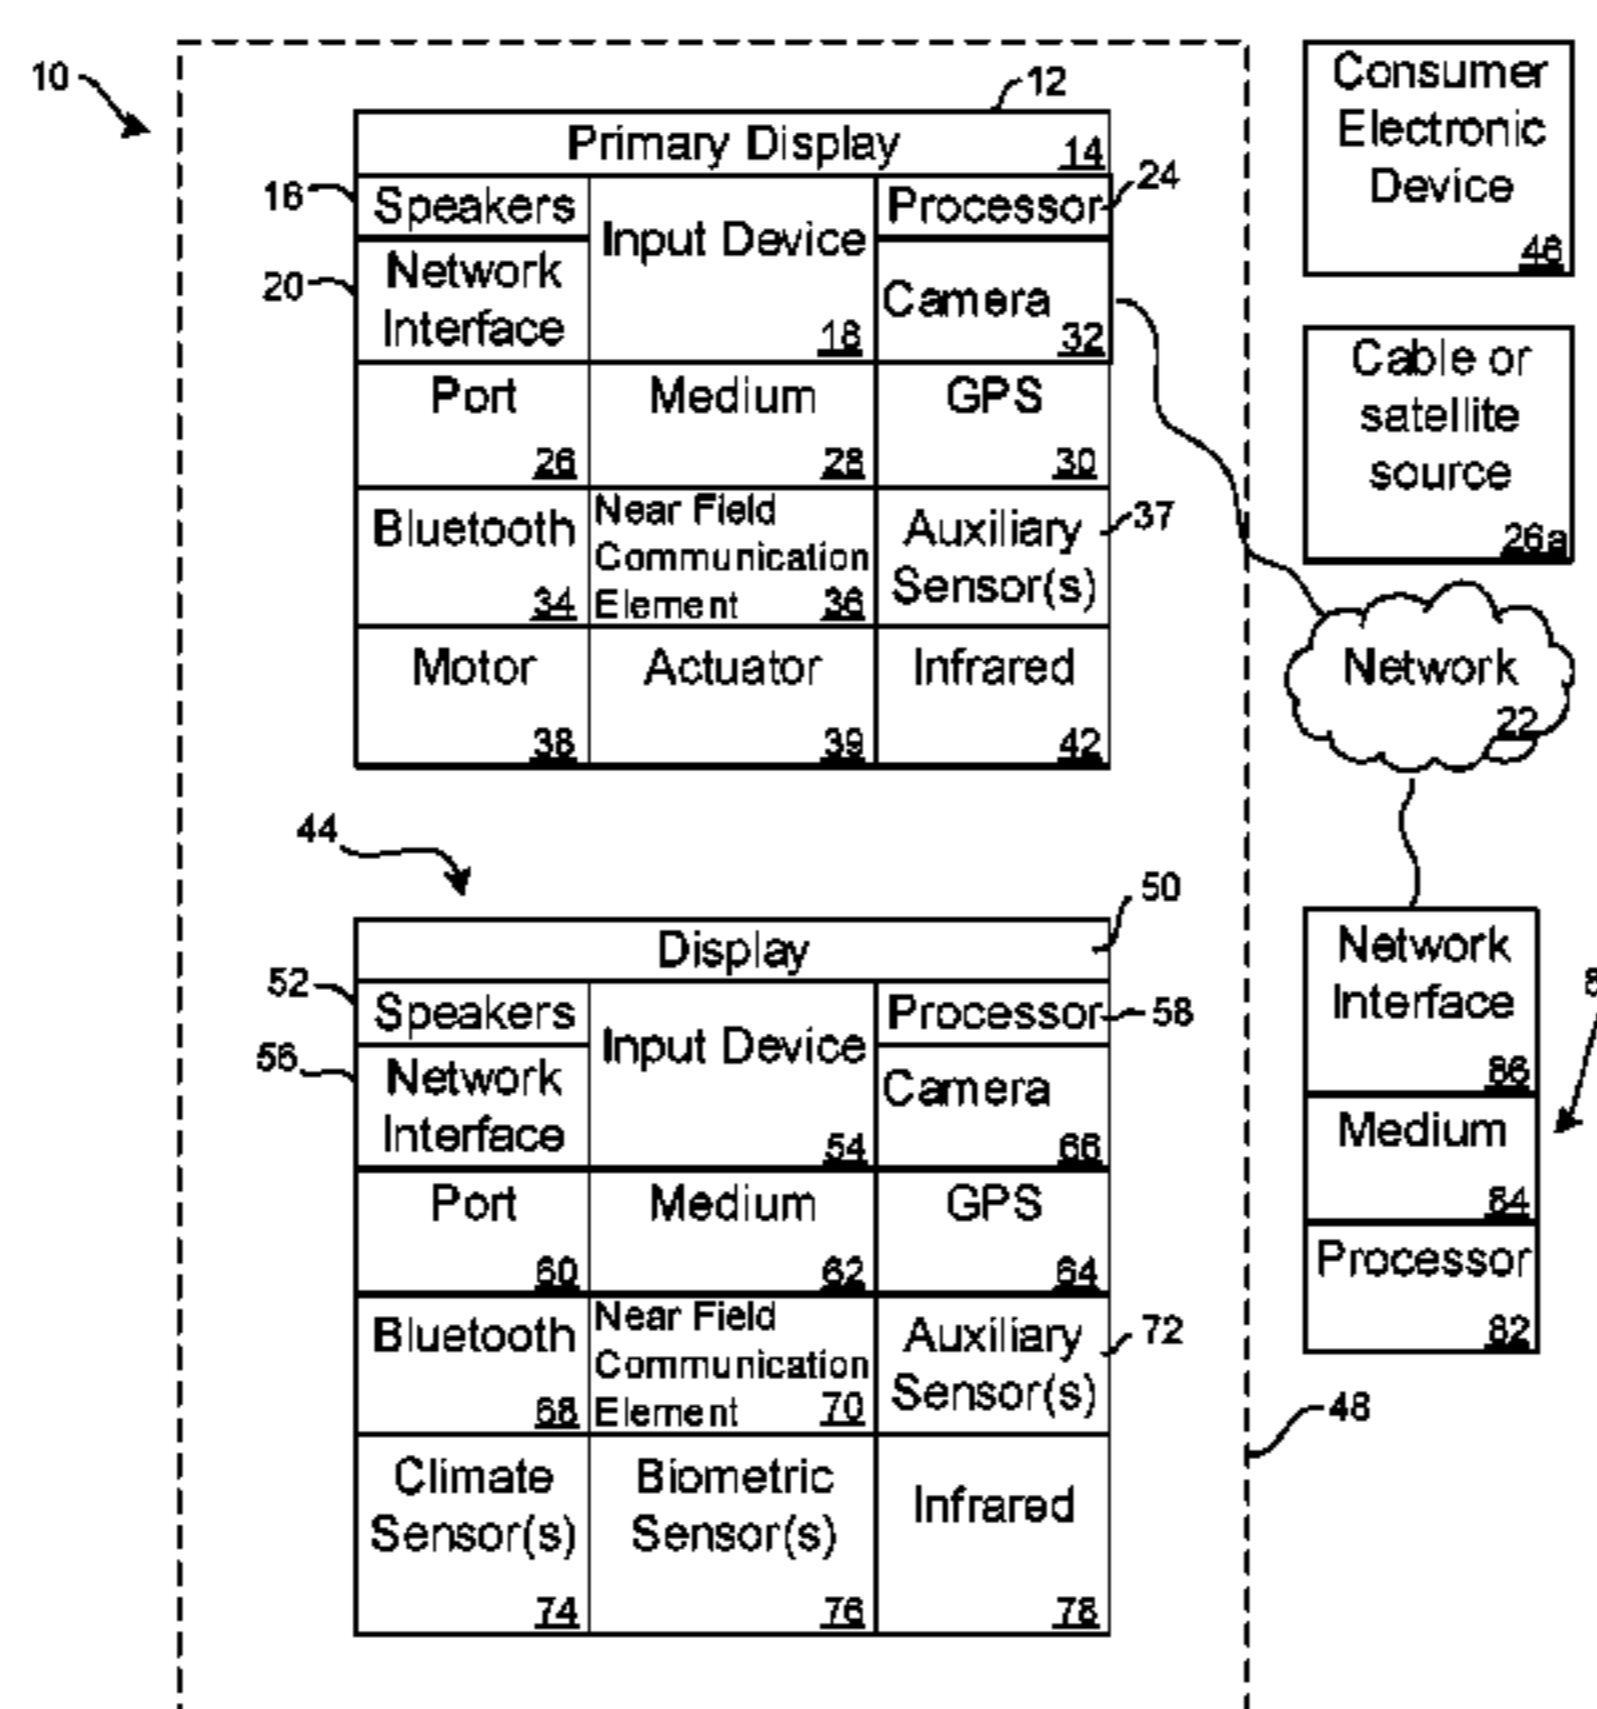 10
12
Primary Display
14
16
Speakers
Input Device
18
Processor
24
20
Network
Interface
Camera
32
Port
26
Medium
28
GPS
30
Bluetooth
34
Near Field
Communication
Element 36
Auxiliary
Sensor(s)
37
Motor
38
Actuator
39
Infrared
42
Consumer
Electronic
Device
46
Cable or
satellite
source
26a
Network
22
44
50
Display
52
Speakers
Input Device
54
Processor
58
56
Network
Interface
Camera
66
Port
60
Medium
62
GPS
64
Bluetooth
68
Near Field
Communication
Element 70
Auxiliary
Sensor(s)
72
Climate
Sensor(s)
74
Biometric
Sensor(s)
76
Infrared
78
Network
Interface
86
Medium
84
Processor
82
48